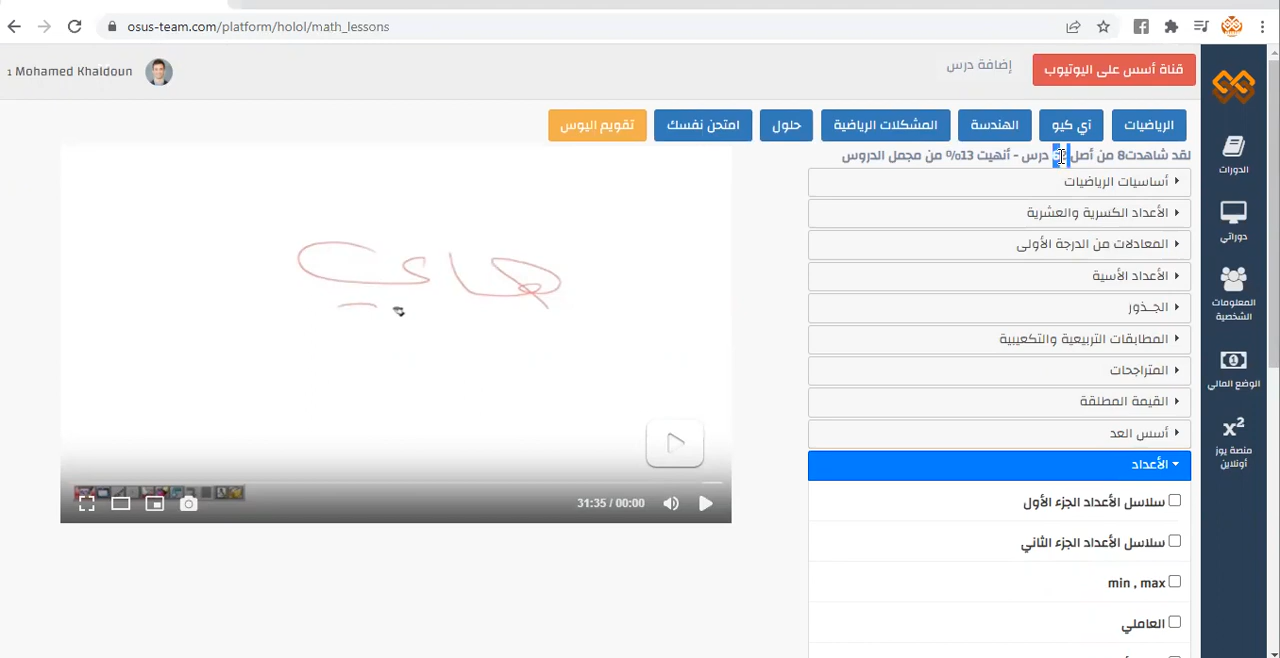 osus-team.com/platform/holol/math_lessons
1 Mohamed Khaldoun
إضافة درس
قناة أسس على اليوتيوب
الرياضيات
آي كيو
الهندسة
المشكلات الرياضية
حلول
امتحن نفسك
تقويم اليوس
لقد شاهدت8 من أصل درس - أنهيت 13% من مجمل الدروس
أساسيات الرياضيات
الأعداد الكسرية والعشرية
المعادلات من الدرجة الأولى
الأعداد الأسية
الجـذور
المطابقات التربيعية والتكعيبية
المتراجحات
القيمة المطلقة
أسس العد
الأعداد
سلاسل الأعداد الجزء الأول
سلاسل الأعداد الجزء الثاني
min , max
العاملي
الدورات
دوراتي
المعلومات
الشخصية
الوضع المالي
x²
منصة يوز
أونلاين
31:35 / 00:00